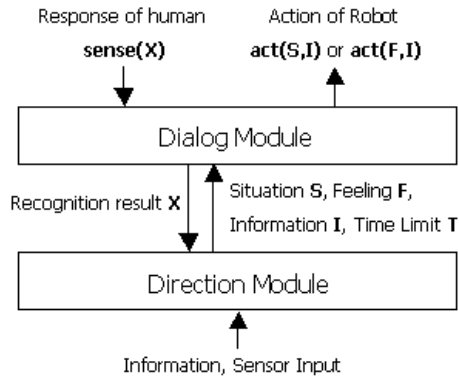 Response of human
sense(X)
Action of Robot
act(S,I) or act(F,I)
Dialog Module
Recognition result X
Situation S, Feeling F,
Information I, Time Limit T
Direction Module
Information, Sensor Input